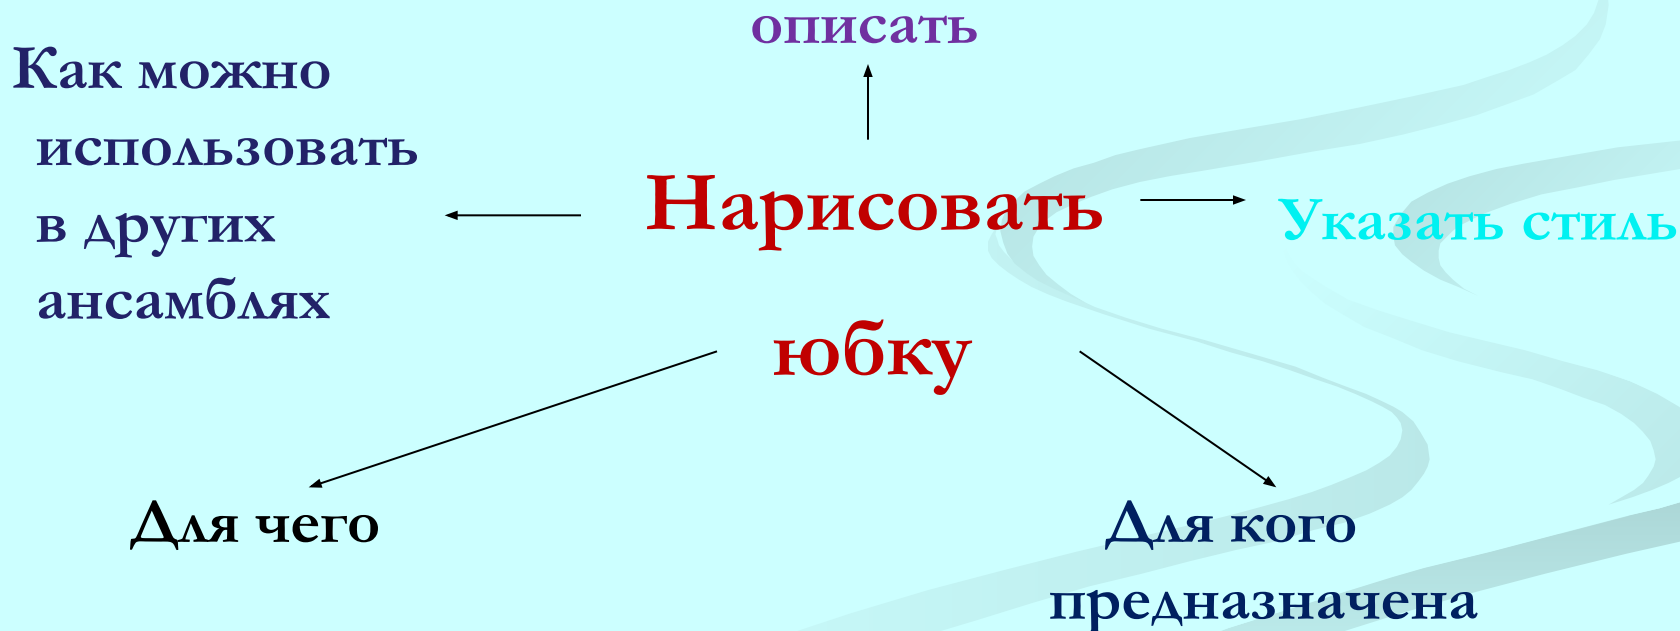 описать
Как можно
использовать
в других
ансамблях
Нарисовать
юбку
Указать стиль
Для чего
Для кого
предназначена